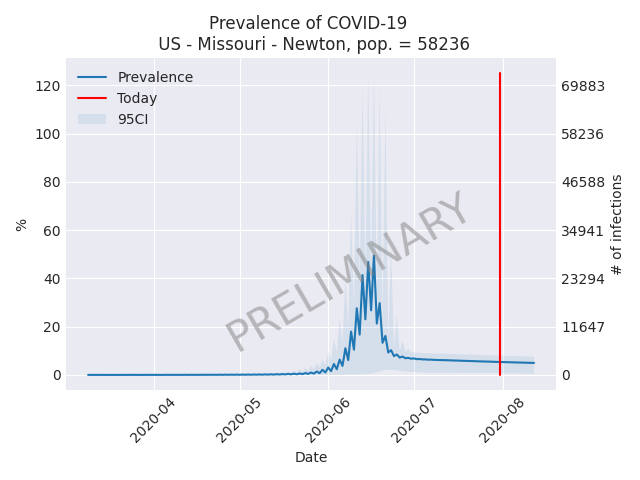 Prevalence of COVID-19
US - Missouri - Newton, pop. = 58236
Prevalence
Today
95CI
120
100
80
60
40
20
0
%
69883
58236
46588
34941
23294
11647
0
# of infections
PRELIMINARY
2020-04
2020-05
2020-06
2020-07
2020-08
Date